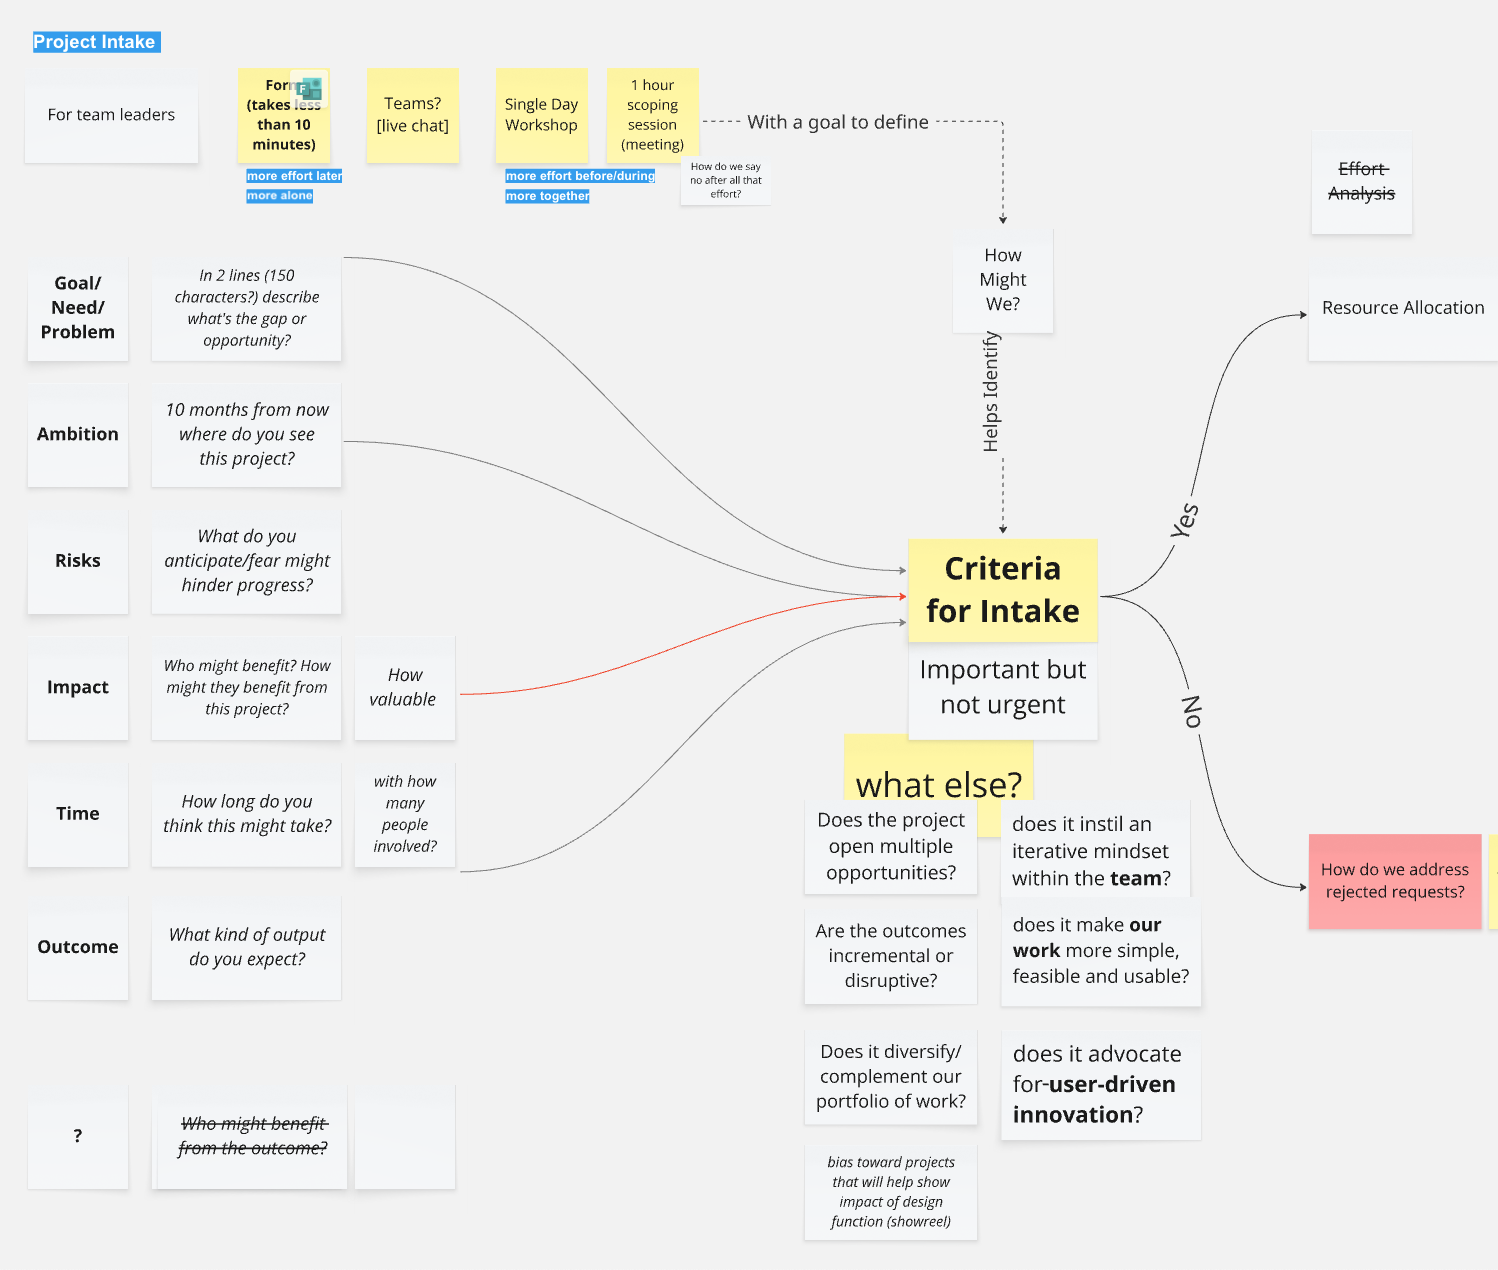 Project Intake
For team leaders
Form
(takes less
than 10
minutes)
more effort later
more alone
Teams?
[live chat]
Single Day
Workshop
more effort before/during
more together
1 hour
scoping
session
(meeting)
How do we say
no after all that
effort?
With a goal to define
How
Might
We?
Helps Identify
Effort
Analysis
Resource Allocation
Goal/
Need/
Problem
In 2 lines (150
characters?) describe
what's the gap or
opportunity?
Ambition
10 months from now
where do you see
this project?
Risks
What do you
anticipate/fear might
hinder progress?
Impact
Who might benefit? How
might they benefit from
this project?
How
valuable
Time
How long do you
think this might take?
with how
many
people
involved?
Outcome
What kind of output
do you expect?
?
Who might benefit
from the outcome?
Criteria
for Intake
Important but
not urgent
what else?
Does the project
open multiple
opportunities?
does it instil an
iterative mindset
within the team?
Are the outcomes
incremental or
disruptive?
does it make our
work more simple,
feasible and usable?
Does it diversify/
complement our
portfolio of work?
does it advocate
for user-driven
innovation?
bias toward projects
that will help show
impact of design
function (showreel)
Yes
No
How do we address
rejected requests?